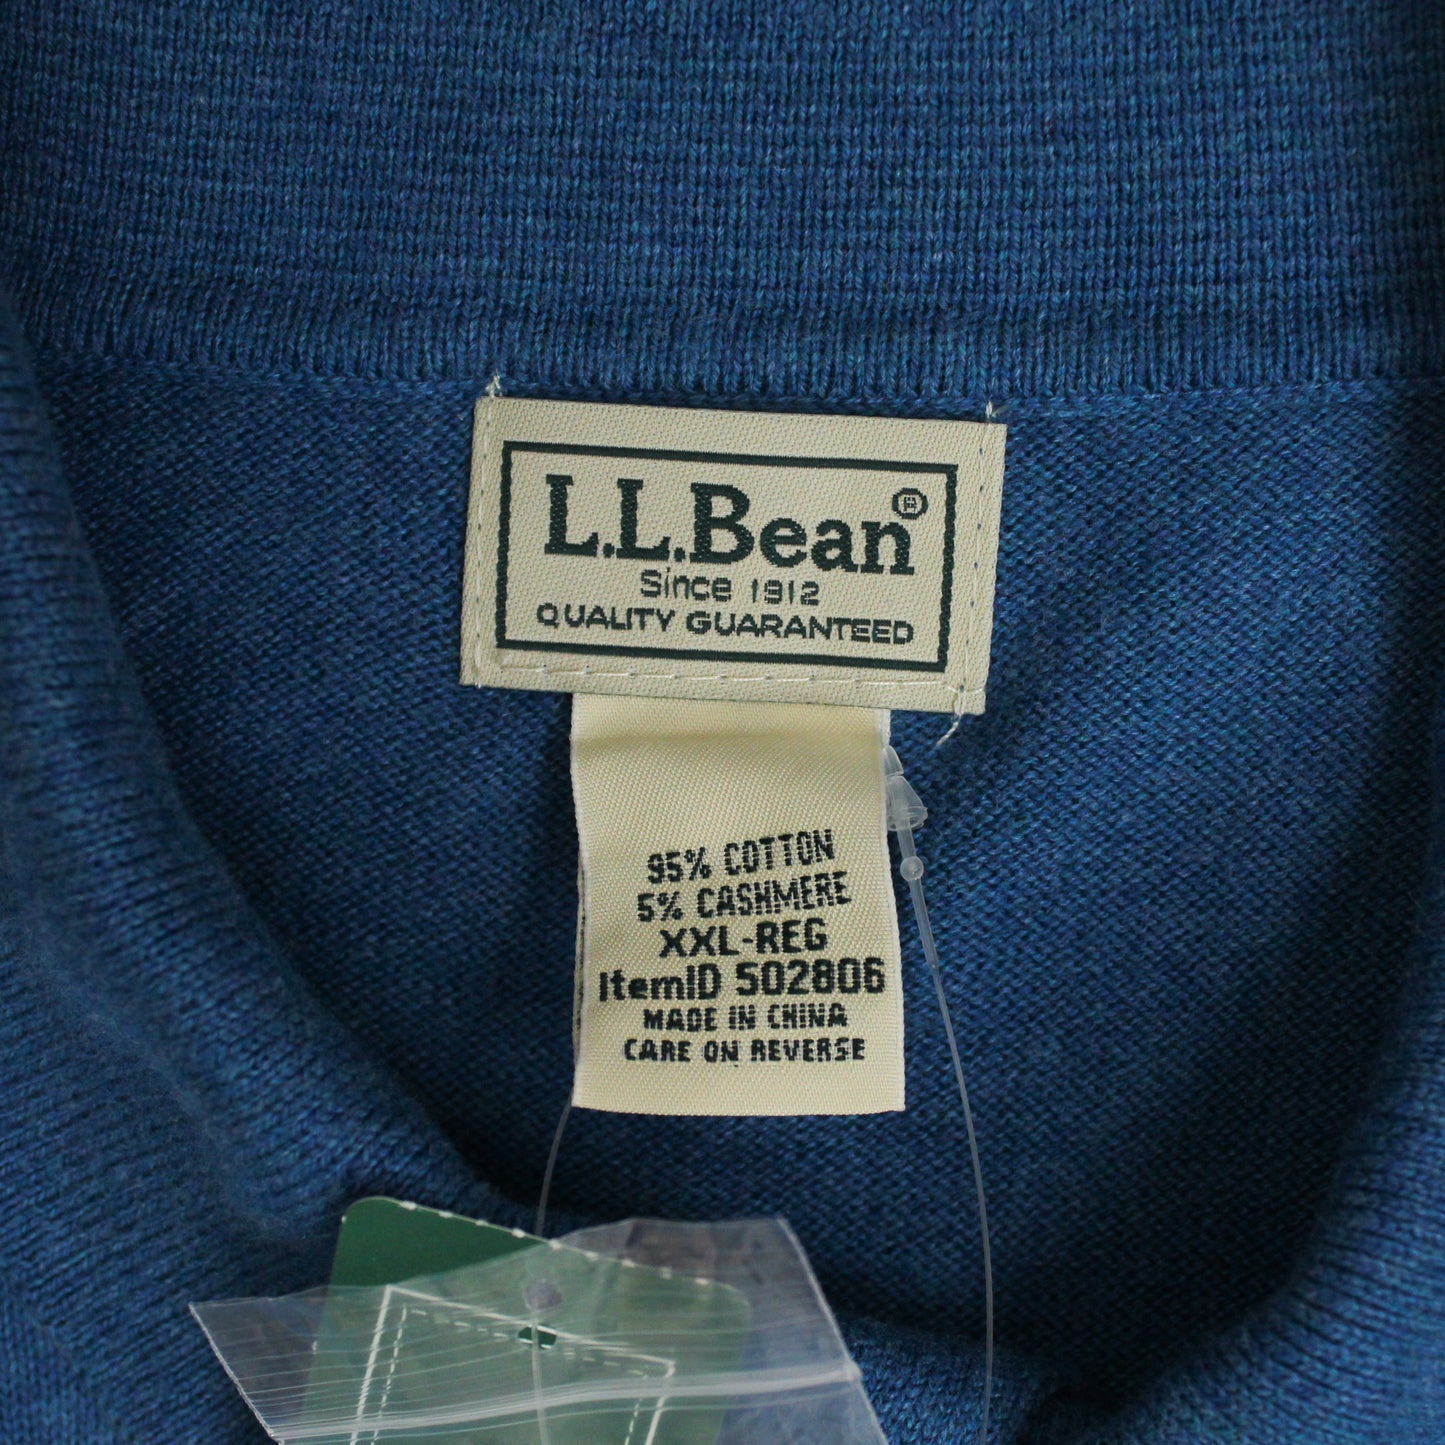 L.L.Bean®
Since 1912
QUALITY GUARANTEED
95% COTTON
5% CASHMERE
XXL-REG
ItemID 502806
MADE IN CHINA
CARE ON REVERSE